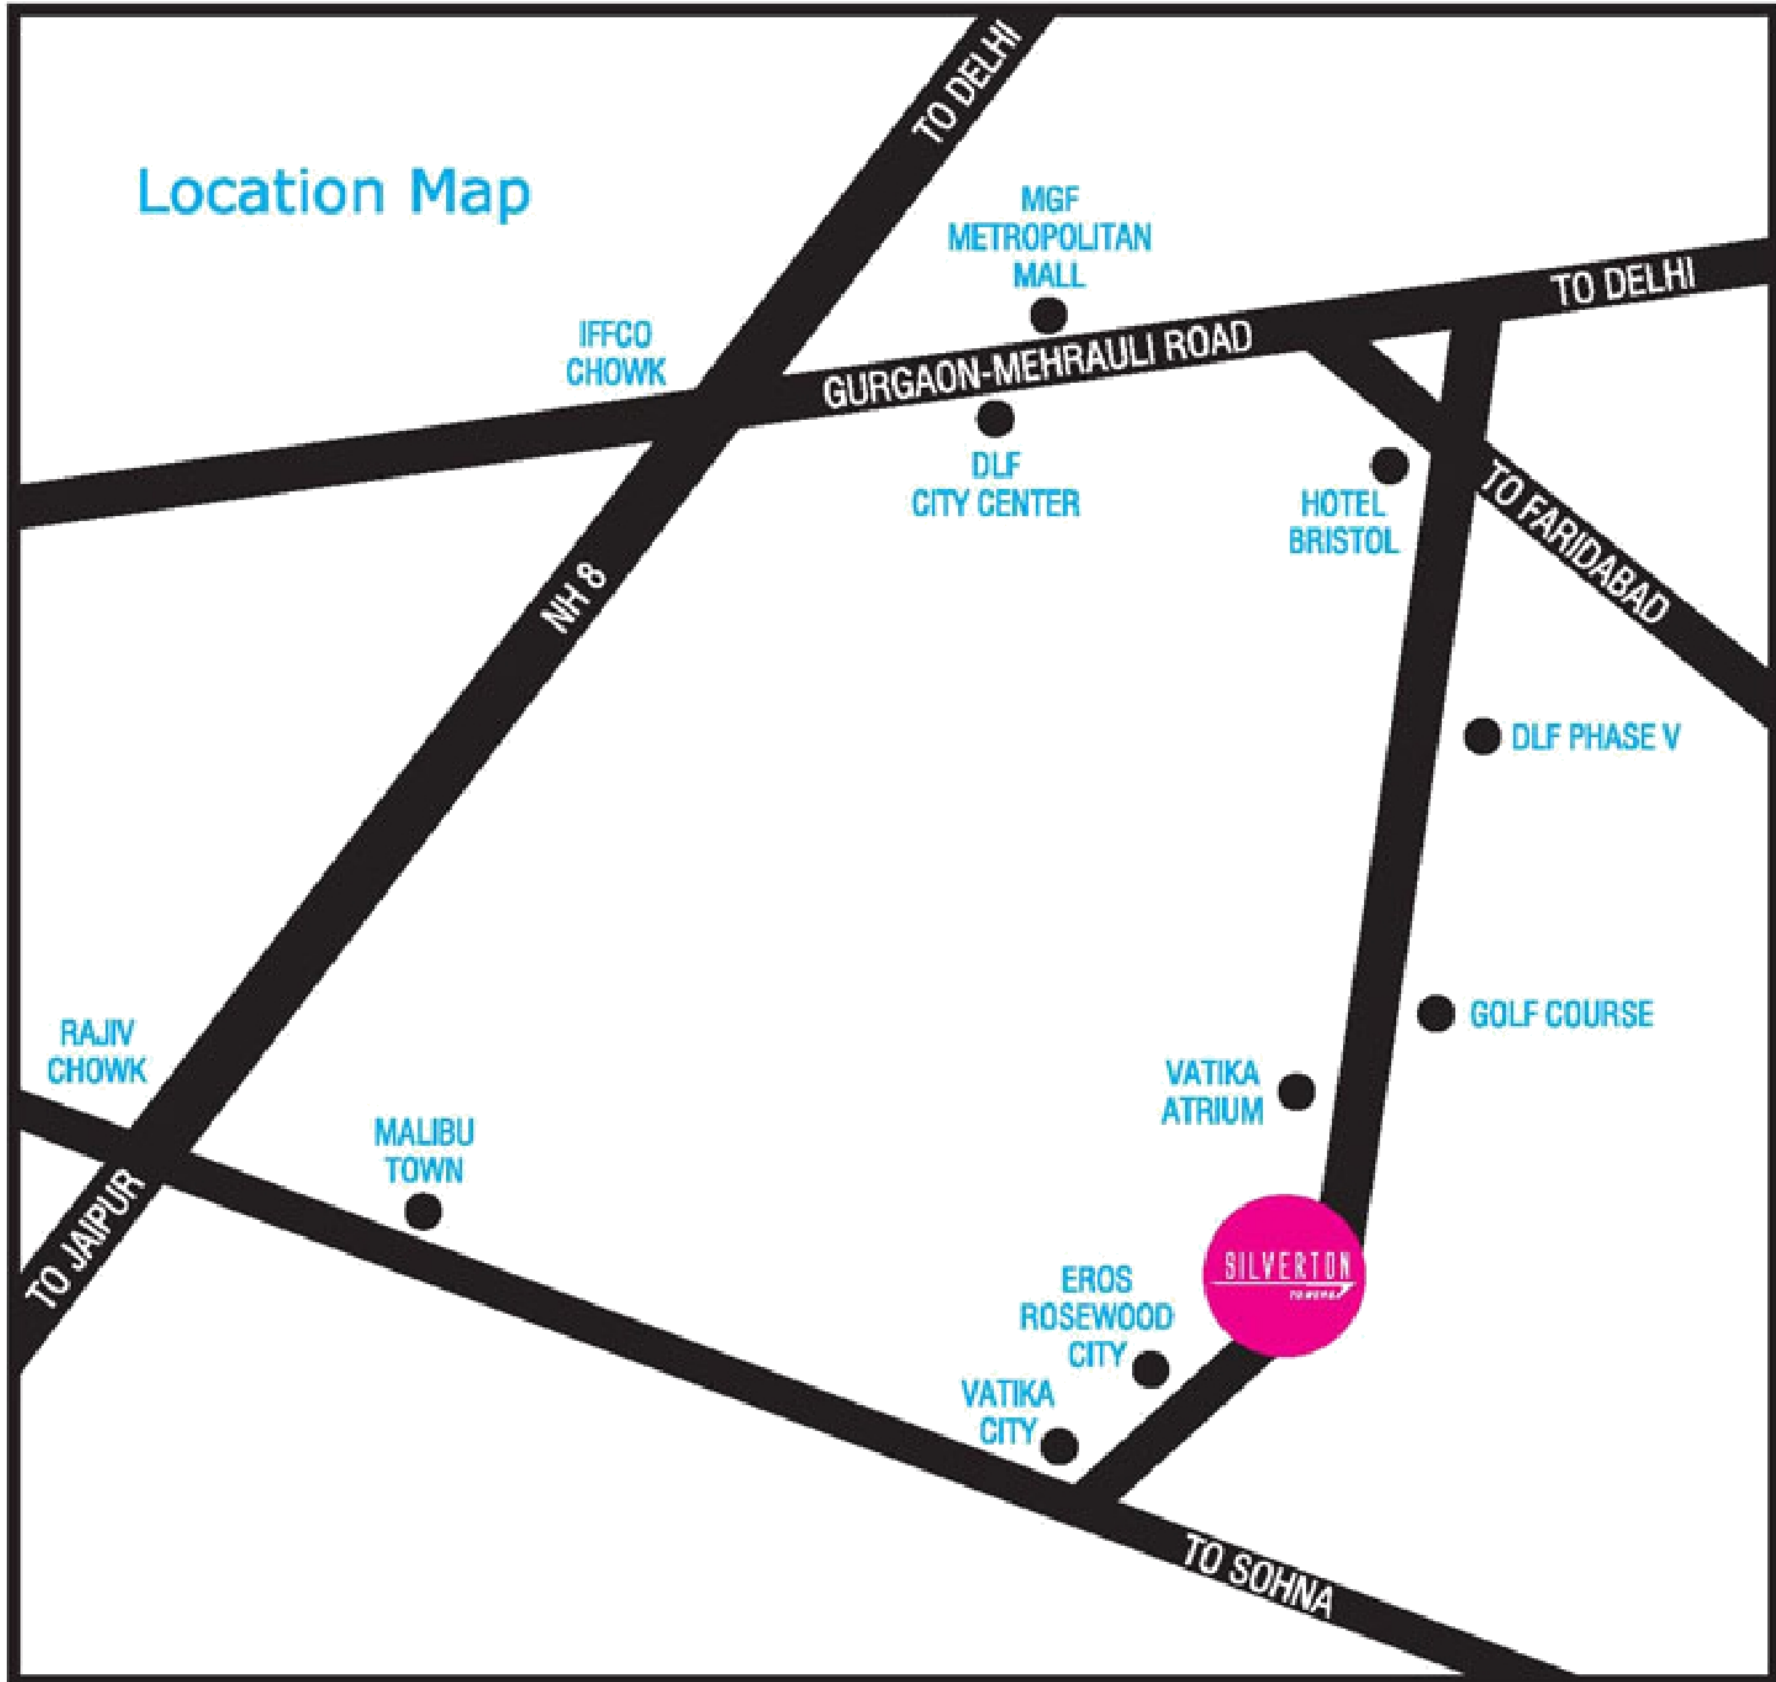 TO DELHI
Location Map
MGF
METROPOLITAN
MALL
TO DELHI
IFFCO
CHOWK
GURGAON-MEHRAULI ROAD
DLF
CITY CENTER
HOTEL
BRISTOL
TO FARIDABAD
NH 8
DLF PHASE V
GOLF COURSE
RAJIV
CHOWK
VATIKA
ATRIUM
MALIBU
TOWN
TO JAIPUR
SILVERTON
TOWERS
EROS
ROSEWOOD
CITY
VATIKA
CITY
TO SOHNA